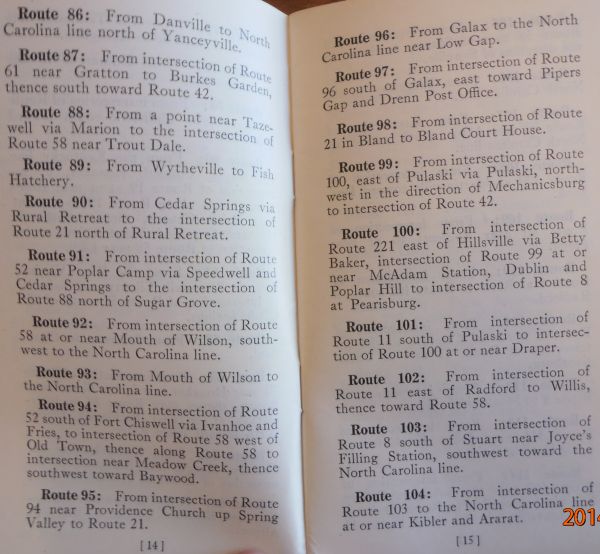 Route 86: From Danville to North
Carolina line north of Yanceyville.
Route 87: From intersection of Route
61 near Gratton to Burkes Garden,
thence south toward Route 42.
Route 88: From a point near Taze-
well via Marion to the intersection of
Route 58 near Trout Dale.
Route 89: From Wytheville to Fish
Hatchery.
Route 90: From Cedar Springs via
Rural Retreat to the intersection of
Route 21 north of Rural Retreat.
Route 91: From intersection of Route
52 near Poplar Camp via Speedwell and
Cedar Springs to the intersection of
Route 88 north of Sugar Grove.
Route 92: From intersection of Route
58 at or near Mouth of Wilson, south-
west to the North Carolina line.
Route 93: From Mouth of Wilson to
the North Carolina line.
Route 94: From intersection of Route
52 south of Fort Chiswell via Ivanhoe and
Fries, to intersection of Route 58 west of
Old Town, thence along Route 58 to
intersection near Meadow Creek, thence
southwest toward Baywood.
Route 95: From intersection of Route
94 near Providence Church up Spring
Valley to Route 21.
[14]
Route 96: From Galax to the North
Carolina line near Low Gap.
Route 97: From intersection of Route
96 south of Galax, east toward Pipers
Gap and Drenn Post Office.
Route 98: From intersection of Route
21 in Bland to Bland Court House.
Route 99: From intersection of Route
100, east of Pulaski via Pulaski, north-
west in the direction of Mechanicsburg
to intersection of Route 42.
Route 100: From intersection of
Route 221 east of Hillsville via Betty
Baker, intersection of Route 99 at or
near McAdam Station, Dublin and
Poplar Hill to intersection of Route 8
at Pearisburg.
Route 101: From intersection of
Route 11 south of Pulaski to intersec-
tion of Route 100 at or near Draper.
Route 102: From intersection of
Route 11 east of Radford to Willis,
thence toward Route 58.
Route 103: From intersection of
Route 8 south of Stuart near Joyce's
Filling Station, southwest toward the
North Carolina line.
Route 104: From intersection of
Route 103 to the North Carolina line
at or near Kibler and Ararat.
[15]
2014